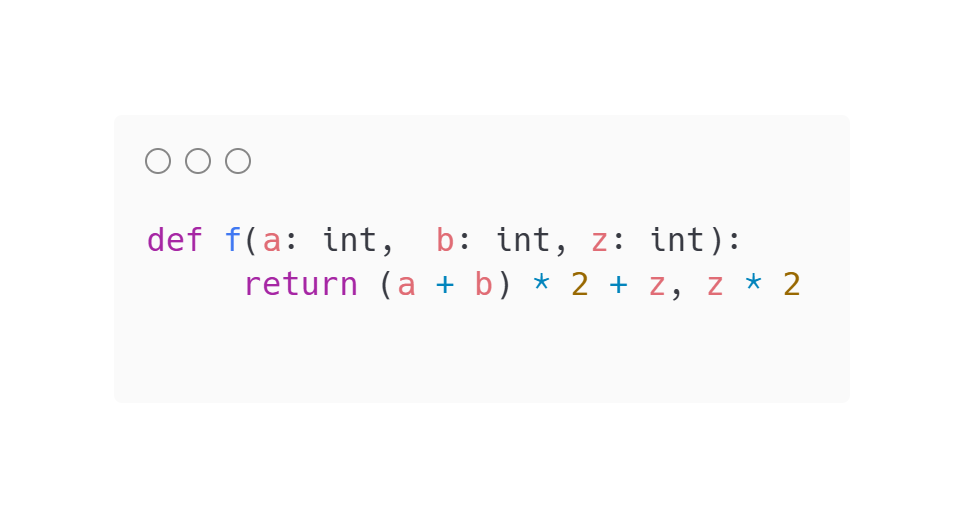 def f(a: int,  b: int, z: int):
     return (a + b) * 2 + z, z * 2